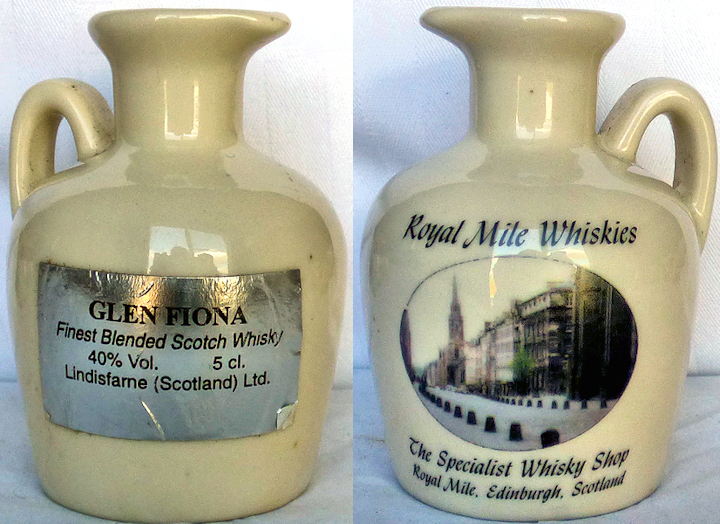 GLEN FIONA
Finest Blended Scotch Whisky
40% Vol. 5 cl.
Lindisfarne (Scotland) Ltd.
Royal Mile Whiskies
The Specialist Whisky Shop
Royal Mile, Edinburgh, Scotland